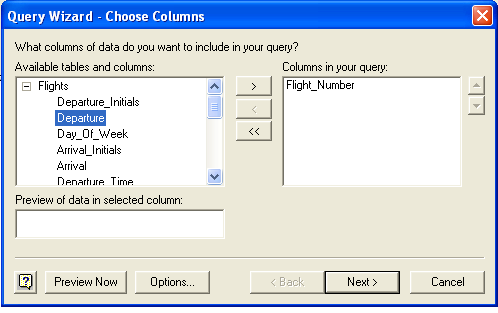 Query Wizard - Choose Columns
What columns of data do you want to include in your query?
Available tables and columns:
Columns in your query:
Flights
Departure_Initials
Departure
Day_Of_Week
Arrival_Initials
Arrival
Departure_Time
>
<
<<
Flight_Number
Preview of data in selected column:
?
Preview Now
Options...
< Back
Next >
Cancel